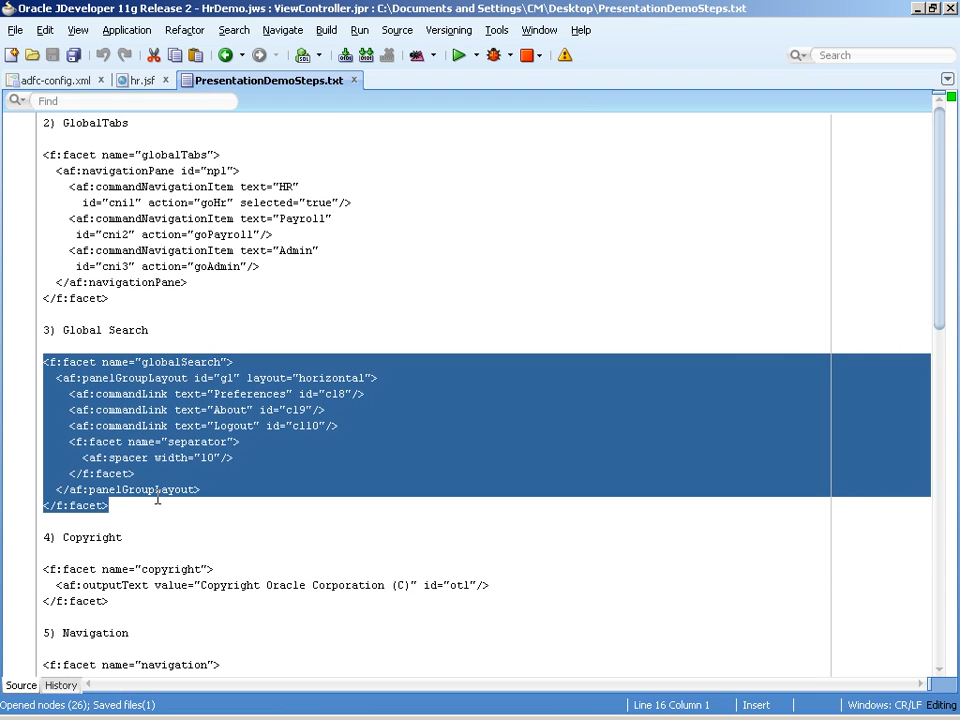 Oracle JDeveloper 11g Release 2 - HrDemo.jws : ViewController.jpr : C:\Documents and Settings\CM\Desktop\PresentationDemoSteps.txt
File Edit View Application Refactor Search Navigate Build Run Source Versioning Tools Window Help
Search
adfc-config.xml hr.jsf PresentationDemoSteps.txt
Find
2) GlobalTabs
<f:facet name="globalTabs">
<af:navigationPane id="np1">
<af:commandNavigationItem text="HR"
id="cni1" action="goHr" selected="true"/>
<af:commandNavigationItem text="Payroll"
id="cni2" action="goPayroll"/>
<af:commandNavigationItem text="Admin"
id="cni3" action="goAdmin"/>
</af:navigationPane>
</f:facet>
3) Global Search
<f:facet name="globalSearch">
<af:panelGroupLayout id="gl" layout="horizontal">
<af:commandLink text="Preferences" id="cl8"/>
<af:commandLink text="About" id="cl9"/>
<af:commandLink text="Logout" id="cl10"/>
<f:facet name="separator">
<af:spacer width="10"/>
</f:facet>
</af:panelGroupLayout>
</f:facet>
4) Copyright
<f:facet name="copyright">
<af:outputText value="Copyright Oracle Corporation (C)" id="ot1"/>
</f:facet>
5) Navigation
<f:facet name="navigation">
Source History
Opened nodes (26); Saved files(1) Line 16 Column 1 Insert Windows: CR/LF Editing